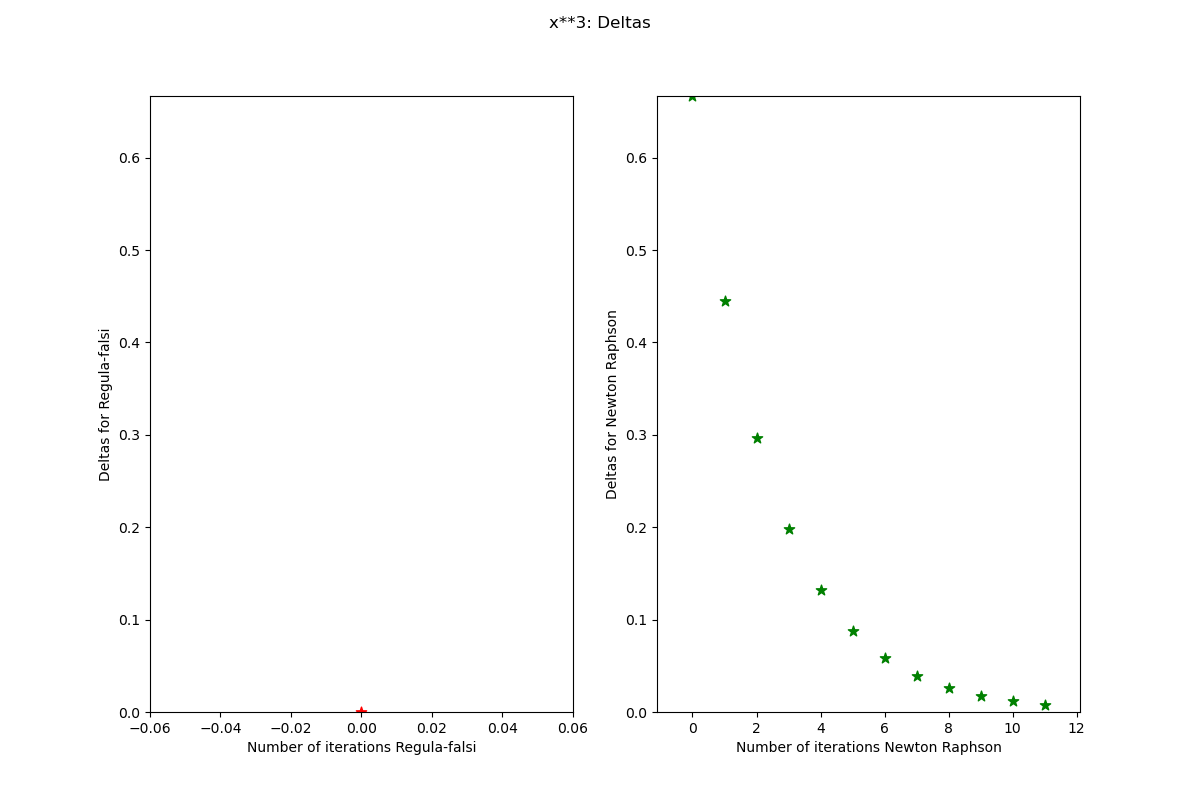 x**3: Deltas
Deltas for Regula-falsi
0.6
0.5
0.4
0.3
0.2
0.1
0.0
−0.06 −0.04 −0.02 0.00 0.02 0.04 0.06
Number of iterations Regula-falsi
Deltas for Newton Raphson
0.6
0.5
0.4
0.3
0.2
0.1
0.0
0 2 4 6 8 10 12
Number of iterations Newton Raphson